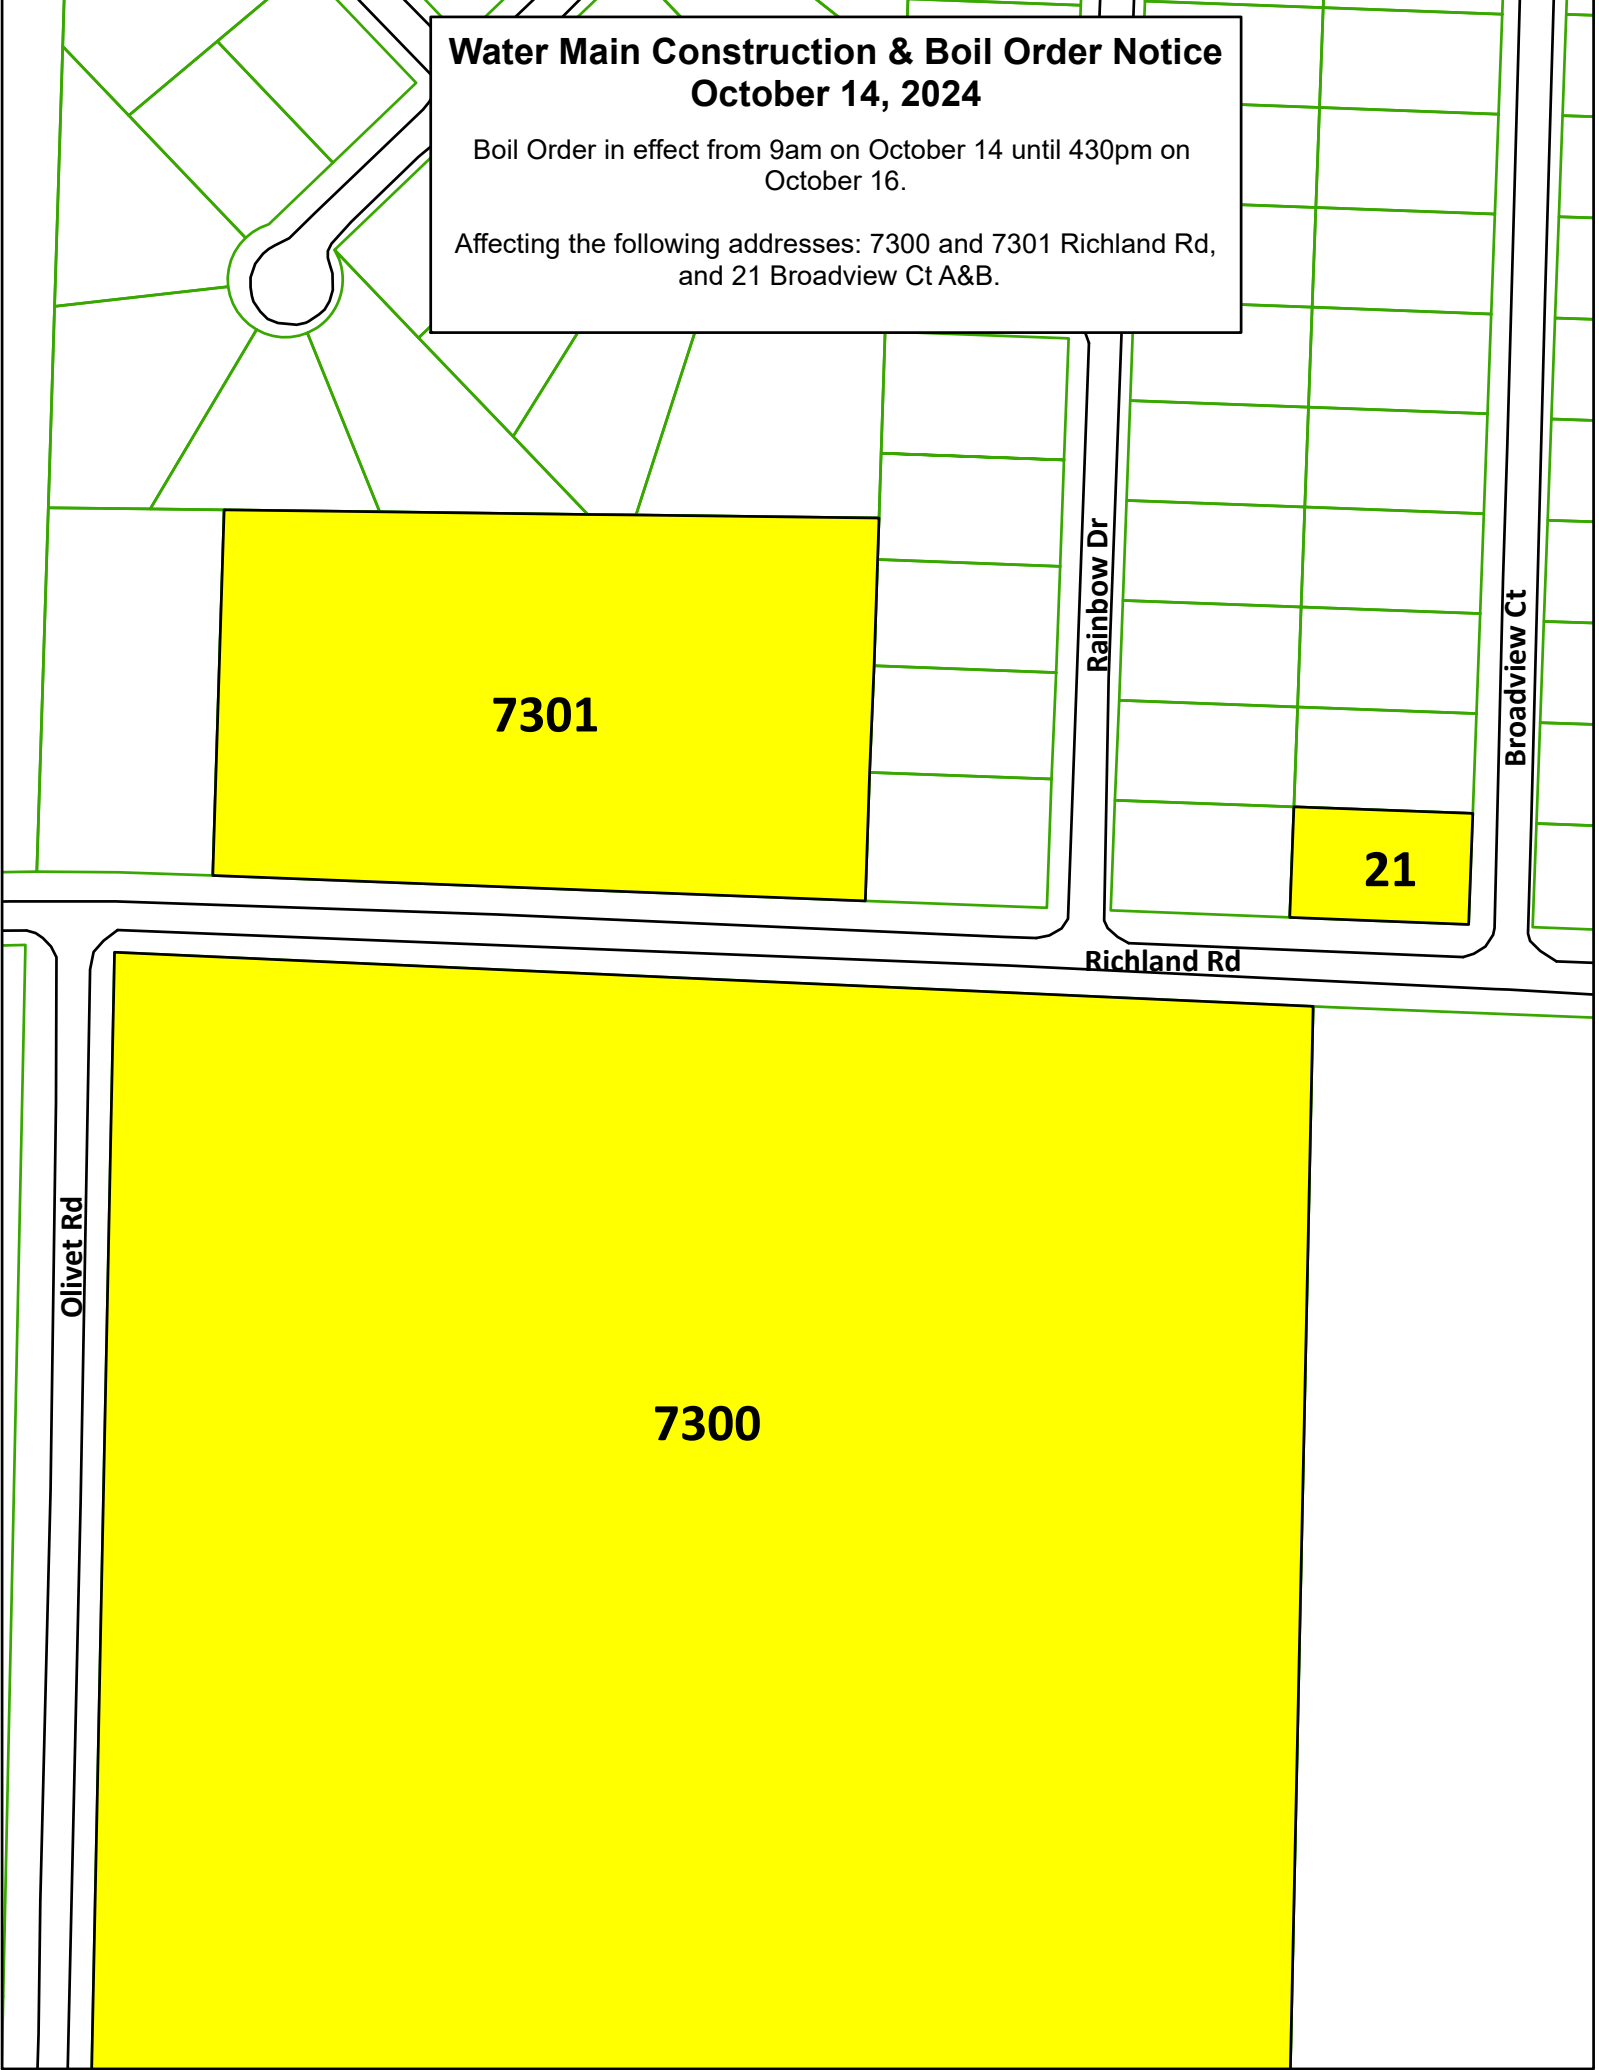 Water Main Construction & Boil Order Notice
October 14, 2024
Boil Order in effect from 9am on October 14 until 430pm on
October 16.
Affecting the following addresses: 7300 and 7301 Richland Rd,
and 21 Broadview Ct A&B.
Rainbow Dr
Broadview Ct
7301
21
Richland Rd
Olivet Rd
7300